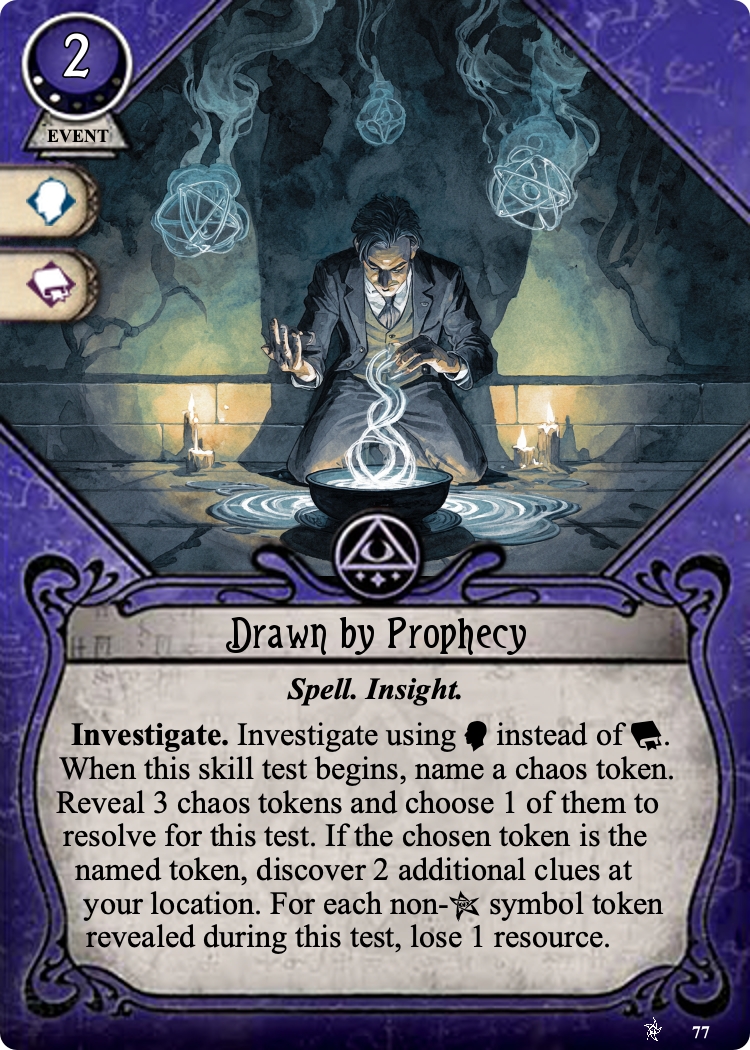 2
EVENT
Drawn by Prophecy
Spell. Insight.
Investigate. Investigate using instead of .
When this skill test begins, name a chaos token.
Reveal 3 chaos tokens and choose 1 of them to
resolve for this test. If the chosen token is the
named token, discover 2 additional clues at
your location. For each non- symbol token
revealed during this test, lose 1 resource.
77